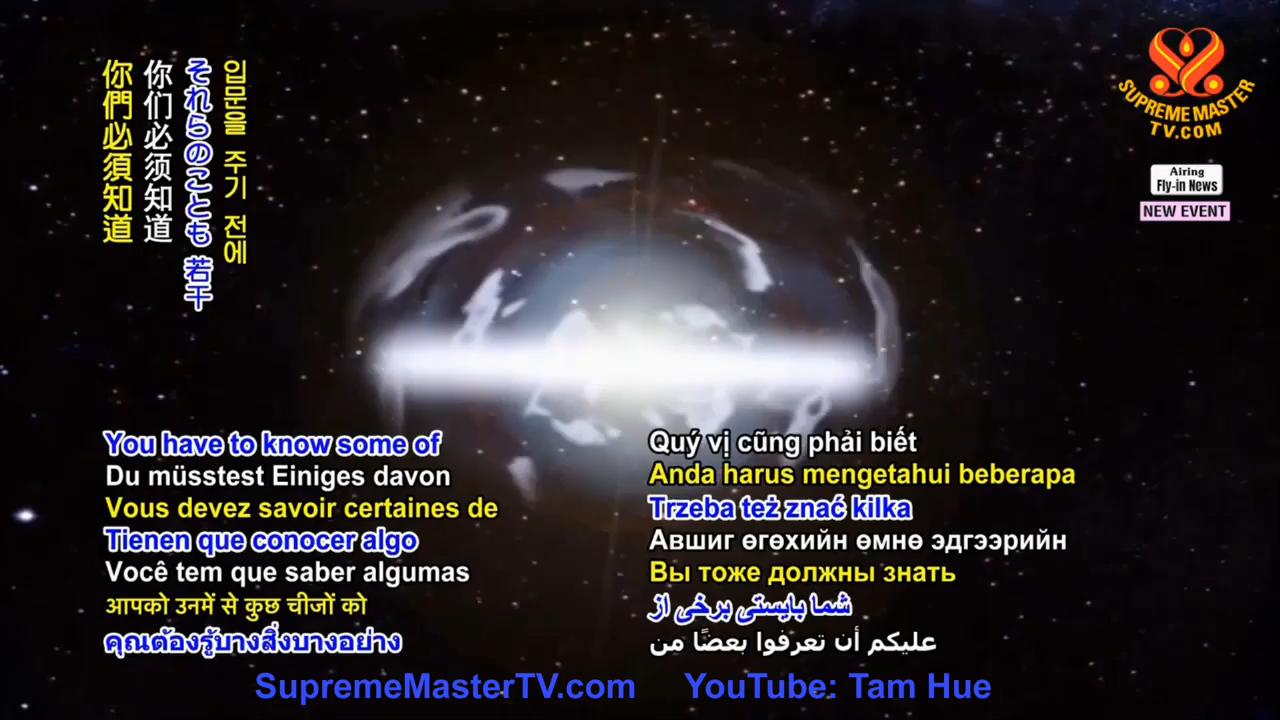 你們必須知道
你们必须知道
それらのことも 若干
입문을 주기 전에
SUPREME MASTER
TV.COM
Airing
Fly-in News
NEW EVENT
You have to know some of
Du müsstest Einiges davon
Vous devez savoir certaines de
Tienen que conocer algo
Você tem que saber algumas
आपको उनमें से कुछ चीजों को
คุณต้องรู้บางสิ่งบางอย่าง
Quý vị cũng phải biết
Anda harus mengetahui beberapa
Trzeba też znać kilka
Авшиг өгөхийн өмнө эдгээрийн
Вы тоже должны знать
شما بایستی برخی از
عليكم أن تعرفوا بعضًا من
SupremeMasterTV.com YouTube: Tam Hue